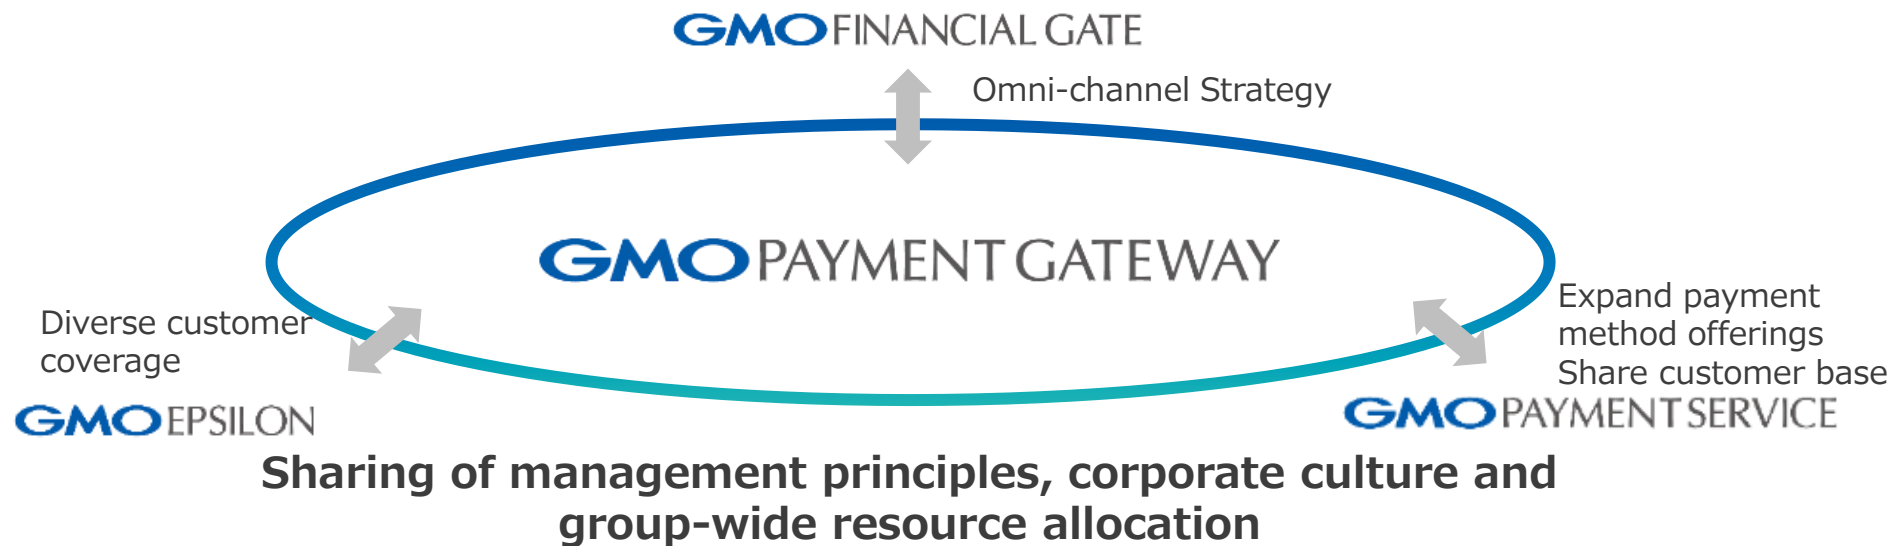 GMO FINANCIAL GATE
Omni-channel Strategy
GMO PAYMENT GATEWAY
Diverse customer
coverage
GMO EPSILON
Expand payment
method offerings
Share customer base
GMO PAYMENT SERVICE
Sharing of management principles, corporate culture and
group-wide resource allocation